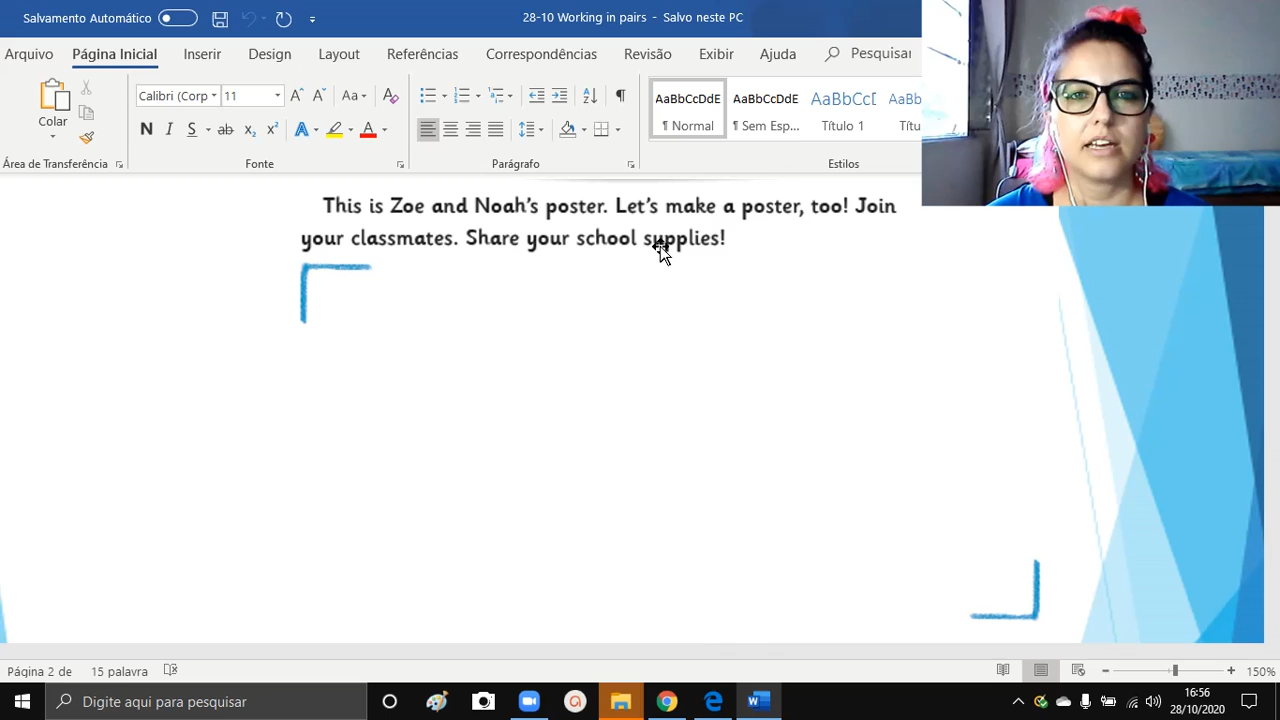 Salvamento Automático
28-10 Working in pairs - Salvo neste PC
Arquivo Página Inicial Inserir Design Layout Referências Correspondências Revisão Exibir Ajuda Pesquisar
Colar
Calibri (Corp 11
AaBbCcDdE AaBbCcDdE AaBbCc
¶ Normal ¶ Sem Esp... Título 1 Títu
Área de Transferência Fonte Parágrafo Estilos
This is Zoe and Noah's poster. Let's make a poster, too! Join
your classmates. Share your school supplies!
Página 2 de 15 palavra 150%
Digite aqui para pesquisar
16:56
28/10/2020